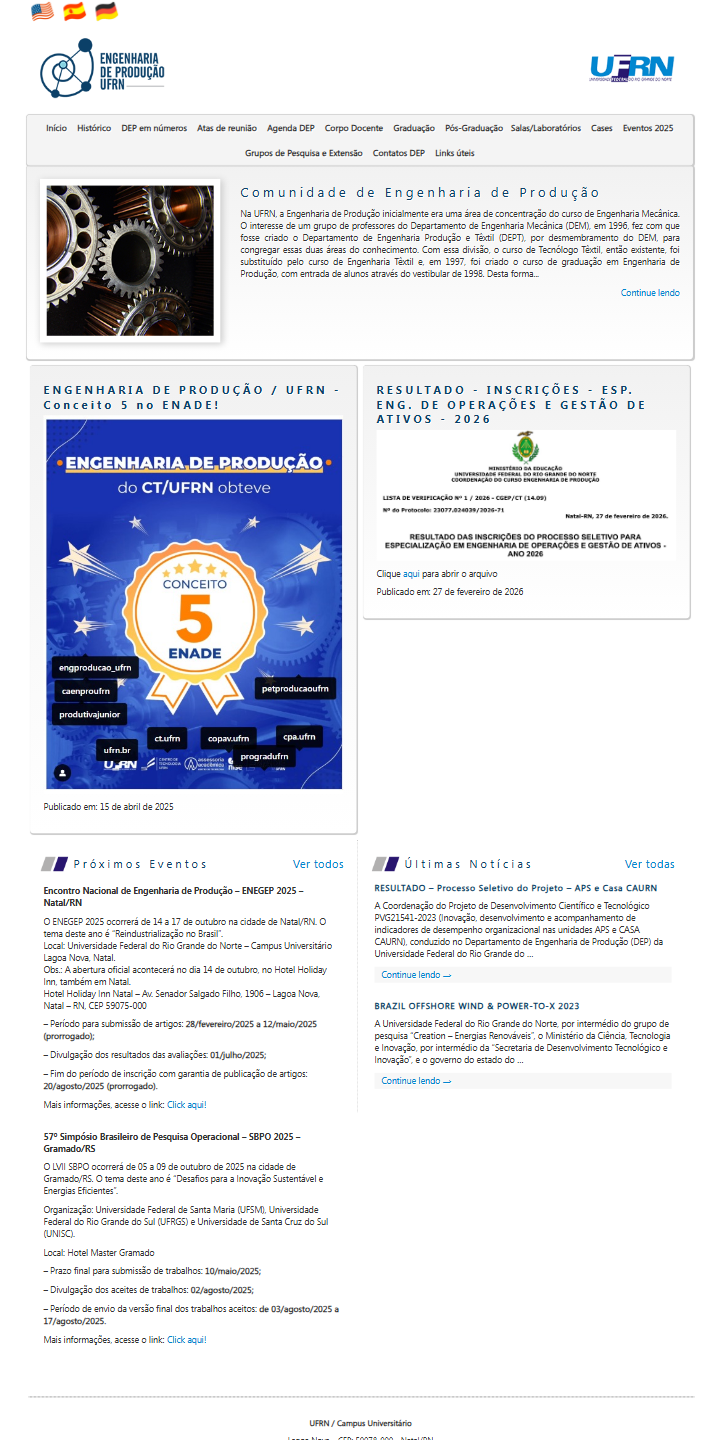 ENGENHARIA
DE PRODUÇÃO
UFRN
UFRN
UNIVERSIDADE FEDERAL DO RIO GRANDE DO NORTE
Início Histórico DEP em números Atas de reunião Agenda DEP Corpo Docente Graduação Pós-Graduação Salas/Laboratórios Cases Eventos 2025
Grupos de Pesquisa e Extensão Contatos DEP Links úteis
Comunidade de Engenharia de Produção
Na UFRN, a Engenharia de Produção inicialmente era uma área de concentração do curso de Engenharia Mecânica.
O interesse de um grupo de professores do Departamento de Engenharia Mecânica (DEM), em 1996, fez com que
fosse criado o Departamento de Engenharia Produção e Têxtil (DEPT), por desmembramento do DEM, para
congregar essas duas áreas do conhecimento. Com essa divisão, o curso de Tecnólogo Têxtil, então existente, foi
substituído pelo curso de Engenharia Têxtil e, em 1997, foi criado o curso de graduação em Engenharia de
Produção, com entrada de alunos através do vestibular de 1998. Desta forma...
Continue lendo
ENGENHARIA DE PRODUÇÃO / UFRN -
Conceito 5 no ENADE!
ENGENHARIA DE PRODUÇÃO
do CT/UFRN obteve
CONCEITO
5
ENADE
engproducao_ufrn
caenproufrn
petproducaoufrn
produtivajunior
ct.ufrn
copav.ufrn
cpa.ufrn
ufrn.br
progradufrn
UFRN
CENTRO DE
TECNOLOGIA
UFRN
assessoria
acadêmica
Publicado em: 15 de abril de 2025
RESULTADO - INSCRIÇÕES - ESP.
ENG. DE OPERAÇÕES E GESTÃO DE
ATIVOS - 2026
MINISTÉRIO DA EDUCAÇÃO
UNIVERSIDADE FEDERAL DO RIO GRANDE DO NORTE
COORDENAÇÃO DO CURSO ENGENHARIA DE PRODUÇÃO
LISTA DE VERIFICAÇÃO Nº 1 / 2026 - CGEP/CT (14.09)
Nº do Protocolo: 23077.024039/2026-71
Natal-RN, 27 de fevereiro de 2026.
RESULTADO DAS INSCRIÇÕES DO PROCESSO SELETIVO PARA
ESPECIALIZAÇÃO EM ENGENHARIA DE OPERAÇÕES E GESTÃO DE ATIVOS -
ANO 2026
Clique aqui para abrir o arquivo
Publicado em: 27 de fevereiro de 2026
Próximos Eventos Ver todos
Encontro Nacional de Engenharia de Produção – ENEGEP 2025 –
Natal/RN
O ENEGEP 2025 ocorrerá de 14 a 17 de outubro na cidade de Natal/RN. O
tema deste ano é "Reindustrialização no Brasil".
Local: Universidade Federal do Rio Grande do Norte – Campus Universitário
Lagoa Nova, Natal.
Obs.: A abertura oficial acontecerá no dia 14 de outubro, no Hotel Holiday
Inn, também em Natal.
Hotel Holiday Inn Natal – Av. Senador Salgado Filho, 1906 – Lagoa Nova,
Natal – RN, CEP 59075-000
– Período para submissão de artigos: 28/fevereiro/2025 a 12/maio/2025
(prorrogado);
– Divulgação dos resultados das avaliações: 01/julho/2025;
– Fim do período de inscrição com garantia de publicação de artigos:
20/agosto/2025 (prorrogado).
Mais informações, acesse o link: Click aqui!
57º Simpósio Brasileiro de Pesquisa Operacional – SBPO 2025 –
Gramado/RS
O LVII SBPO ocorrerá de 05 a 09 de outubro de 2025 na cidade de
Gramado/RS. O tema deste ano é "Desafios para a Inovação Sustentável e
Energias Eficientes".
Organização: Universidade Federal de Santa Maria (UFSM), Universidade
Federal do Rio Grande do Sul (UFRGS) e Universidade de Santa Cruz do Sul
(UNISC).
Local: Hotel Master Gramado
– Prazo final para submissão de trabalhos: 10/maio/2025;
– Divulgação dos aceites de trabalhos: 02/agosto/2025;
– Período de envio da versão final dos trabalhos aceitos: de 03/agosto/2025 a
17/agosto/2025.
Mais informações, acesse o link: Click aqui!
Últimas Notícias Ver todas
RESULTADO – Processo Seletivo do Projeto – APS e Casa CAURN
A Coordenação do Projeto de Desenvolvimento Científico e Tecnológico
PVG21541-2023 (Inovação, desenvolvimento e acompanhamento de
indicadores de desempenho organizacional nas unidades APS e CASA
CAURN), conduzido no Departamento de Engenharia de Produção (DEP) da
Universidade Federal do Rio Grande do ...
Continue lendo
BRAZIL OFFSHORE WIND & POWER-TO-X 2023
A Universidade Federal do Rio Grande do Norte, por intermédio do grupo de
pesquisa "Creation – Energias Renováveis", o Ministério da Ciência, Tecnologia
e Inovação, por intermédio da "Secretaria de Desenvolvimento Tecnológico e
Inovação", e o governo do estado do ...
Continue lendo
UFRN / Campus Universitário
Lagoa Nova - CEP: 59078-900 - Natal/RN